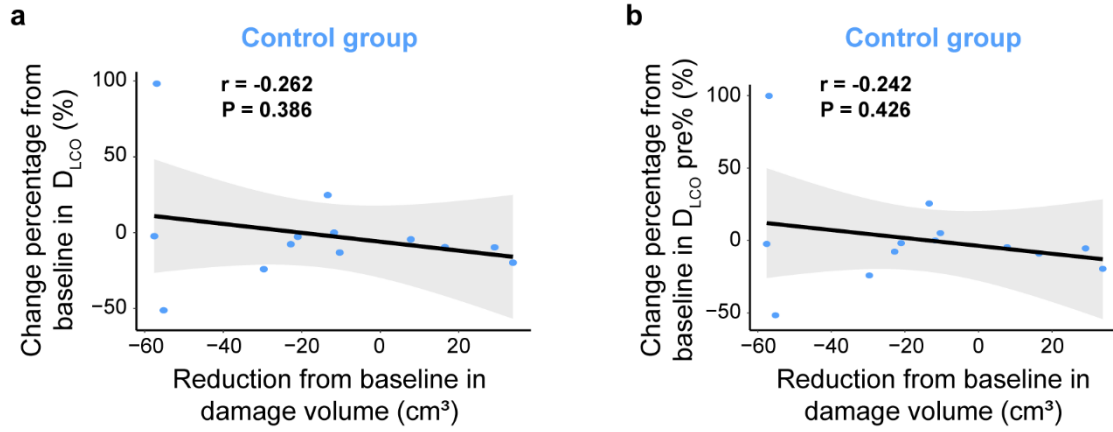 a
Control group
r = -0.262
P = 0.386
Change percentage from
baseline in D_LCO (%)
100
50
0
−50
−60
−40
−20
0
20
Reduction from baseline in
damage volume (cm³)
b
Control group
r = -0.242
P = 0.426
Change percentage from
baseline in D_LCO pre% (%)
100
50
0
−50
−60
−40
−20
0
20
Reduction from baseline in
damage volume (cm³)